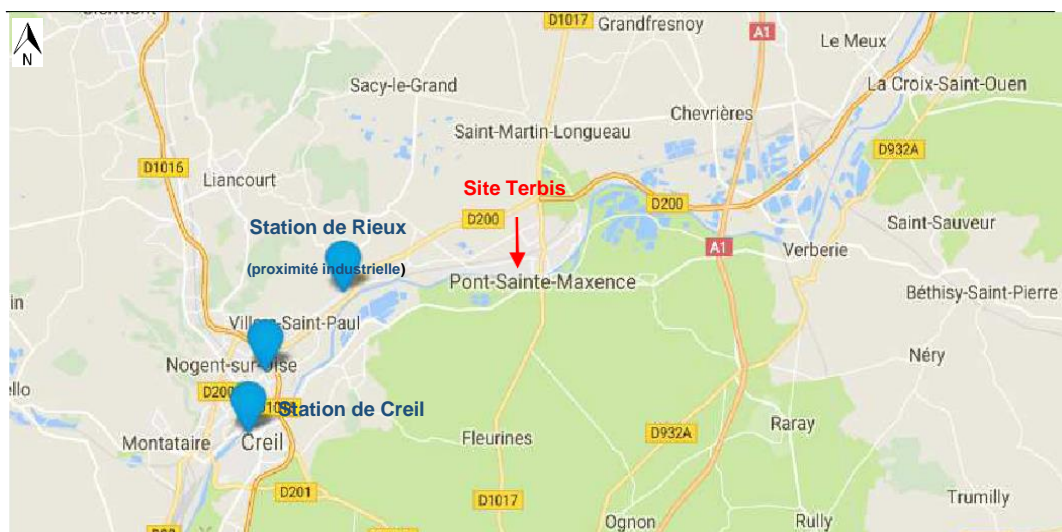 N
D1017
Grandfresnoy
A1
Le Meux
Sacy-le-Grand
La Croix-Saint-Ouen
Chevrières
Saint-Martin-Longueau
D932A
D1016
Liancourt
Site Terbis
D200
D200
Saint-Sauveur
Station de Rieux
(proximité industrielle)
A1
Verberie
Pont-Sainte-Maxence
Béthisy-Saint-Pierre
in
Villers-Saint-Paul
Nogent-sur-Oise
Néry
D200
Station de Creil
Montataire
Creil
Fleurines
D932A
Raray
D201
D1017
Trumilly
Ognon
Rully